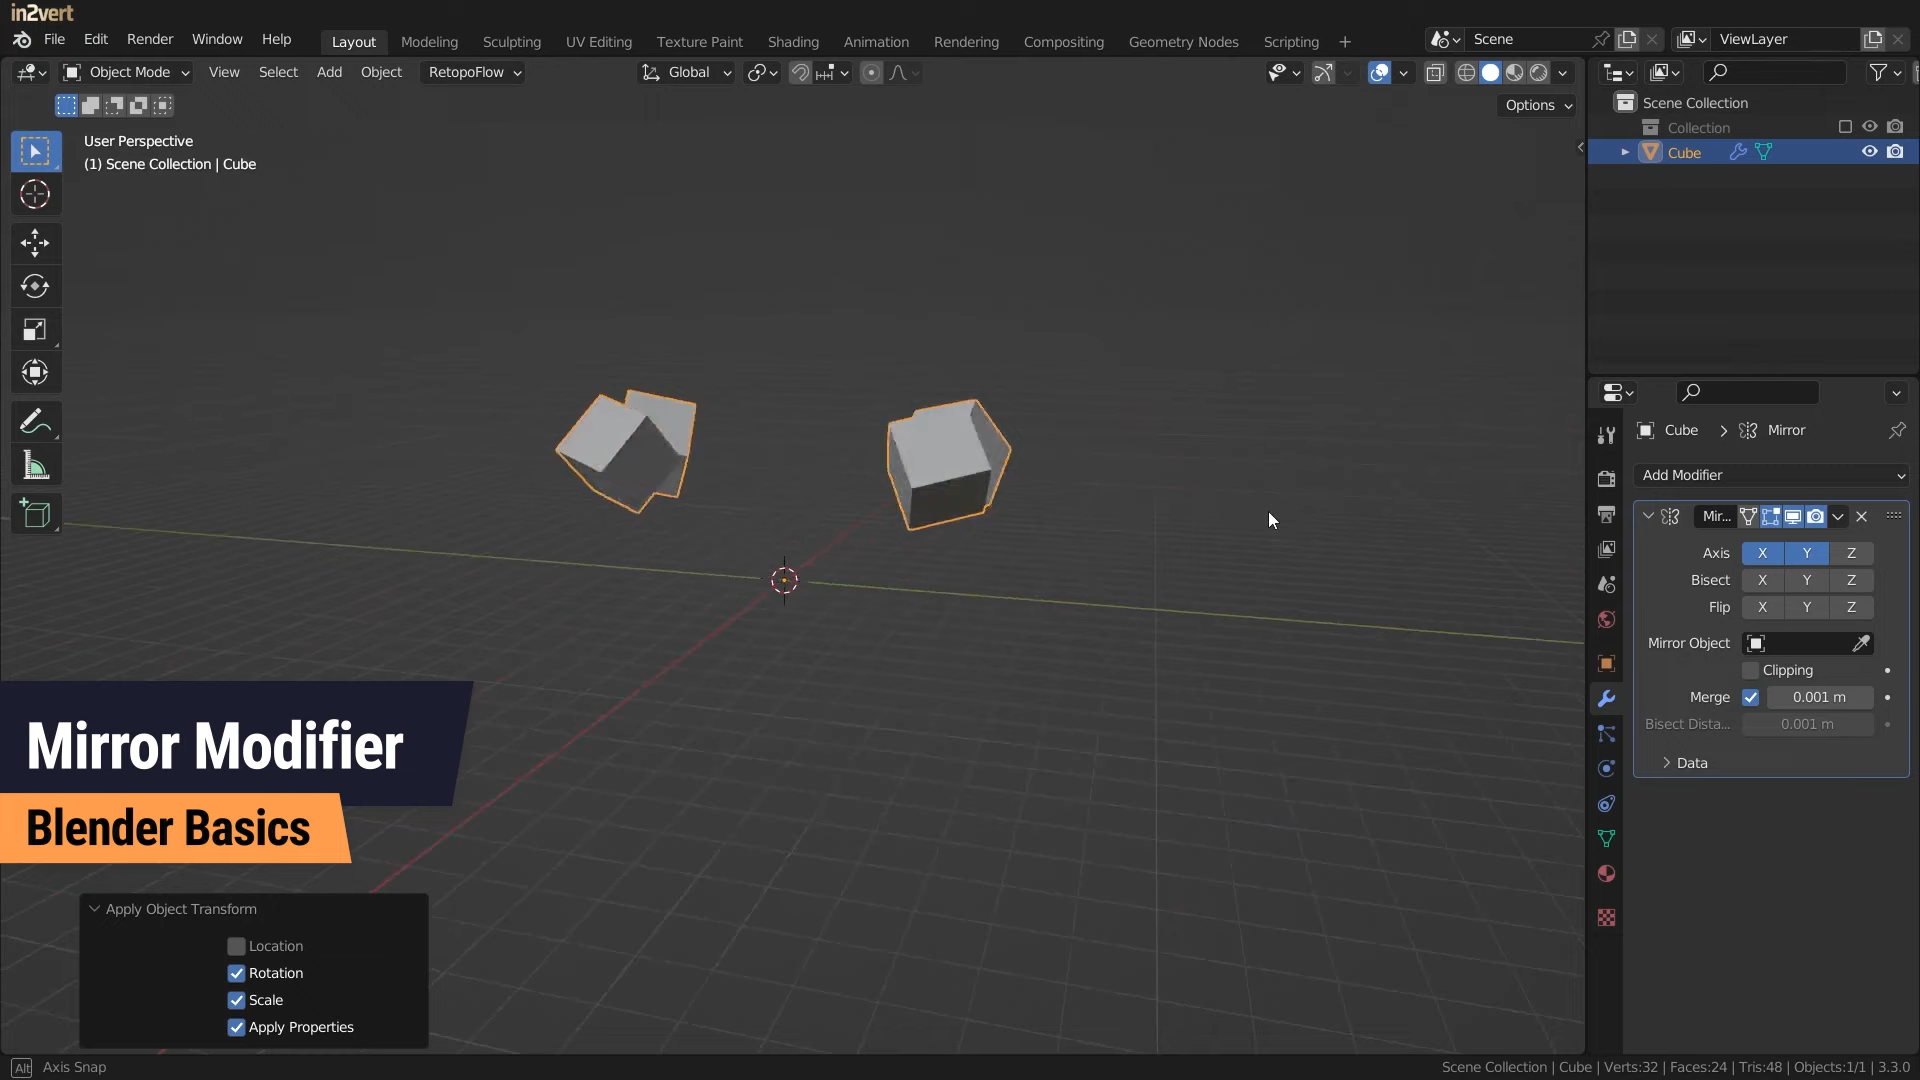 in2vert
File Edit Render Window Help Layout Modeling Sculpting UV Editing Texture Paint Shading Animation Rendering Compositing Geometry Nodes Scripting + Scene ViewLayer
Object Mode View Select Add Object RetopoFlow Global
Options
User Perspective
(1) Scene Collection | Cube
Scene Collection
Collection
Cube
Cube > Mirror
Add Modifier
Mir...
Axis X Y Z
Bisect X Y Z
Flip X Y Z
Mirror Object
Clipping
Merge 0.001 m
Bisect Dista... 0.001 m
Data
Mirror Modifier
Blender Basics
Apply Object Transform
Location
Rotation
Scale
Apply Properties
Alt Axis Snap
Scene Collection | Cube | Verts:32 | Faces:24 | Tris:48 | Objects:1/1 | 3.3.0